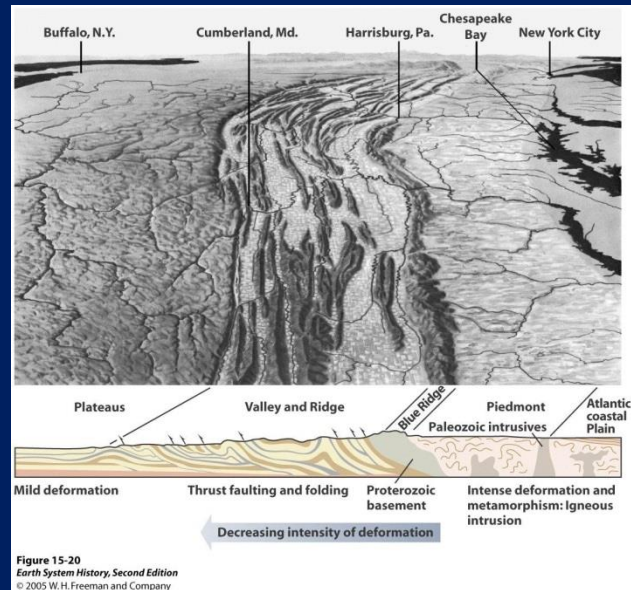 Buffalo, N.Y.
Cumberland, Md.
Harrisburg, Pa.
Chesapeake
Bay
New York City
Plateaus
Valley and Ridge
Blue Ridge
Piedmont
Paleozoic intrusives
Atlantic
coastal
Plain
Mild deformation
Thrust faulting and folding
Proterozoic
basement
Intense deformation and
metamorphism: Igneous
intrusion
Decreasing intensity of deformation
Figure 15-20
Earth System History, Second Edition
© 2005 W. H. Freeman and Company